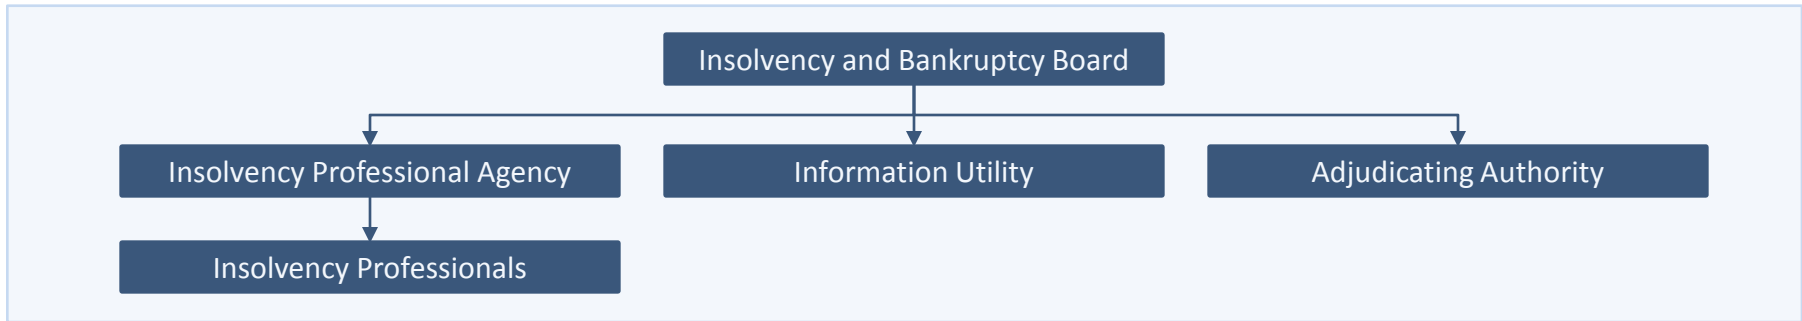 Insolvency and Bankruptcy Board
Insolvency Professional Agency
Information Utility
Adjudicating Authority
Insolvency Professionals